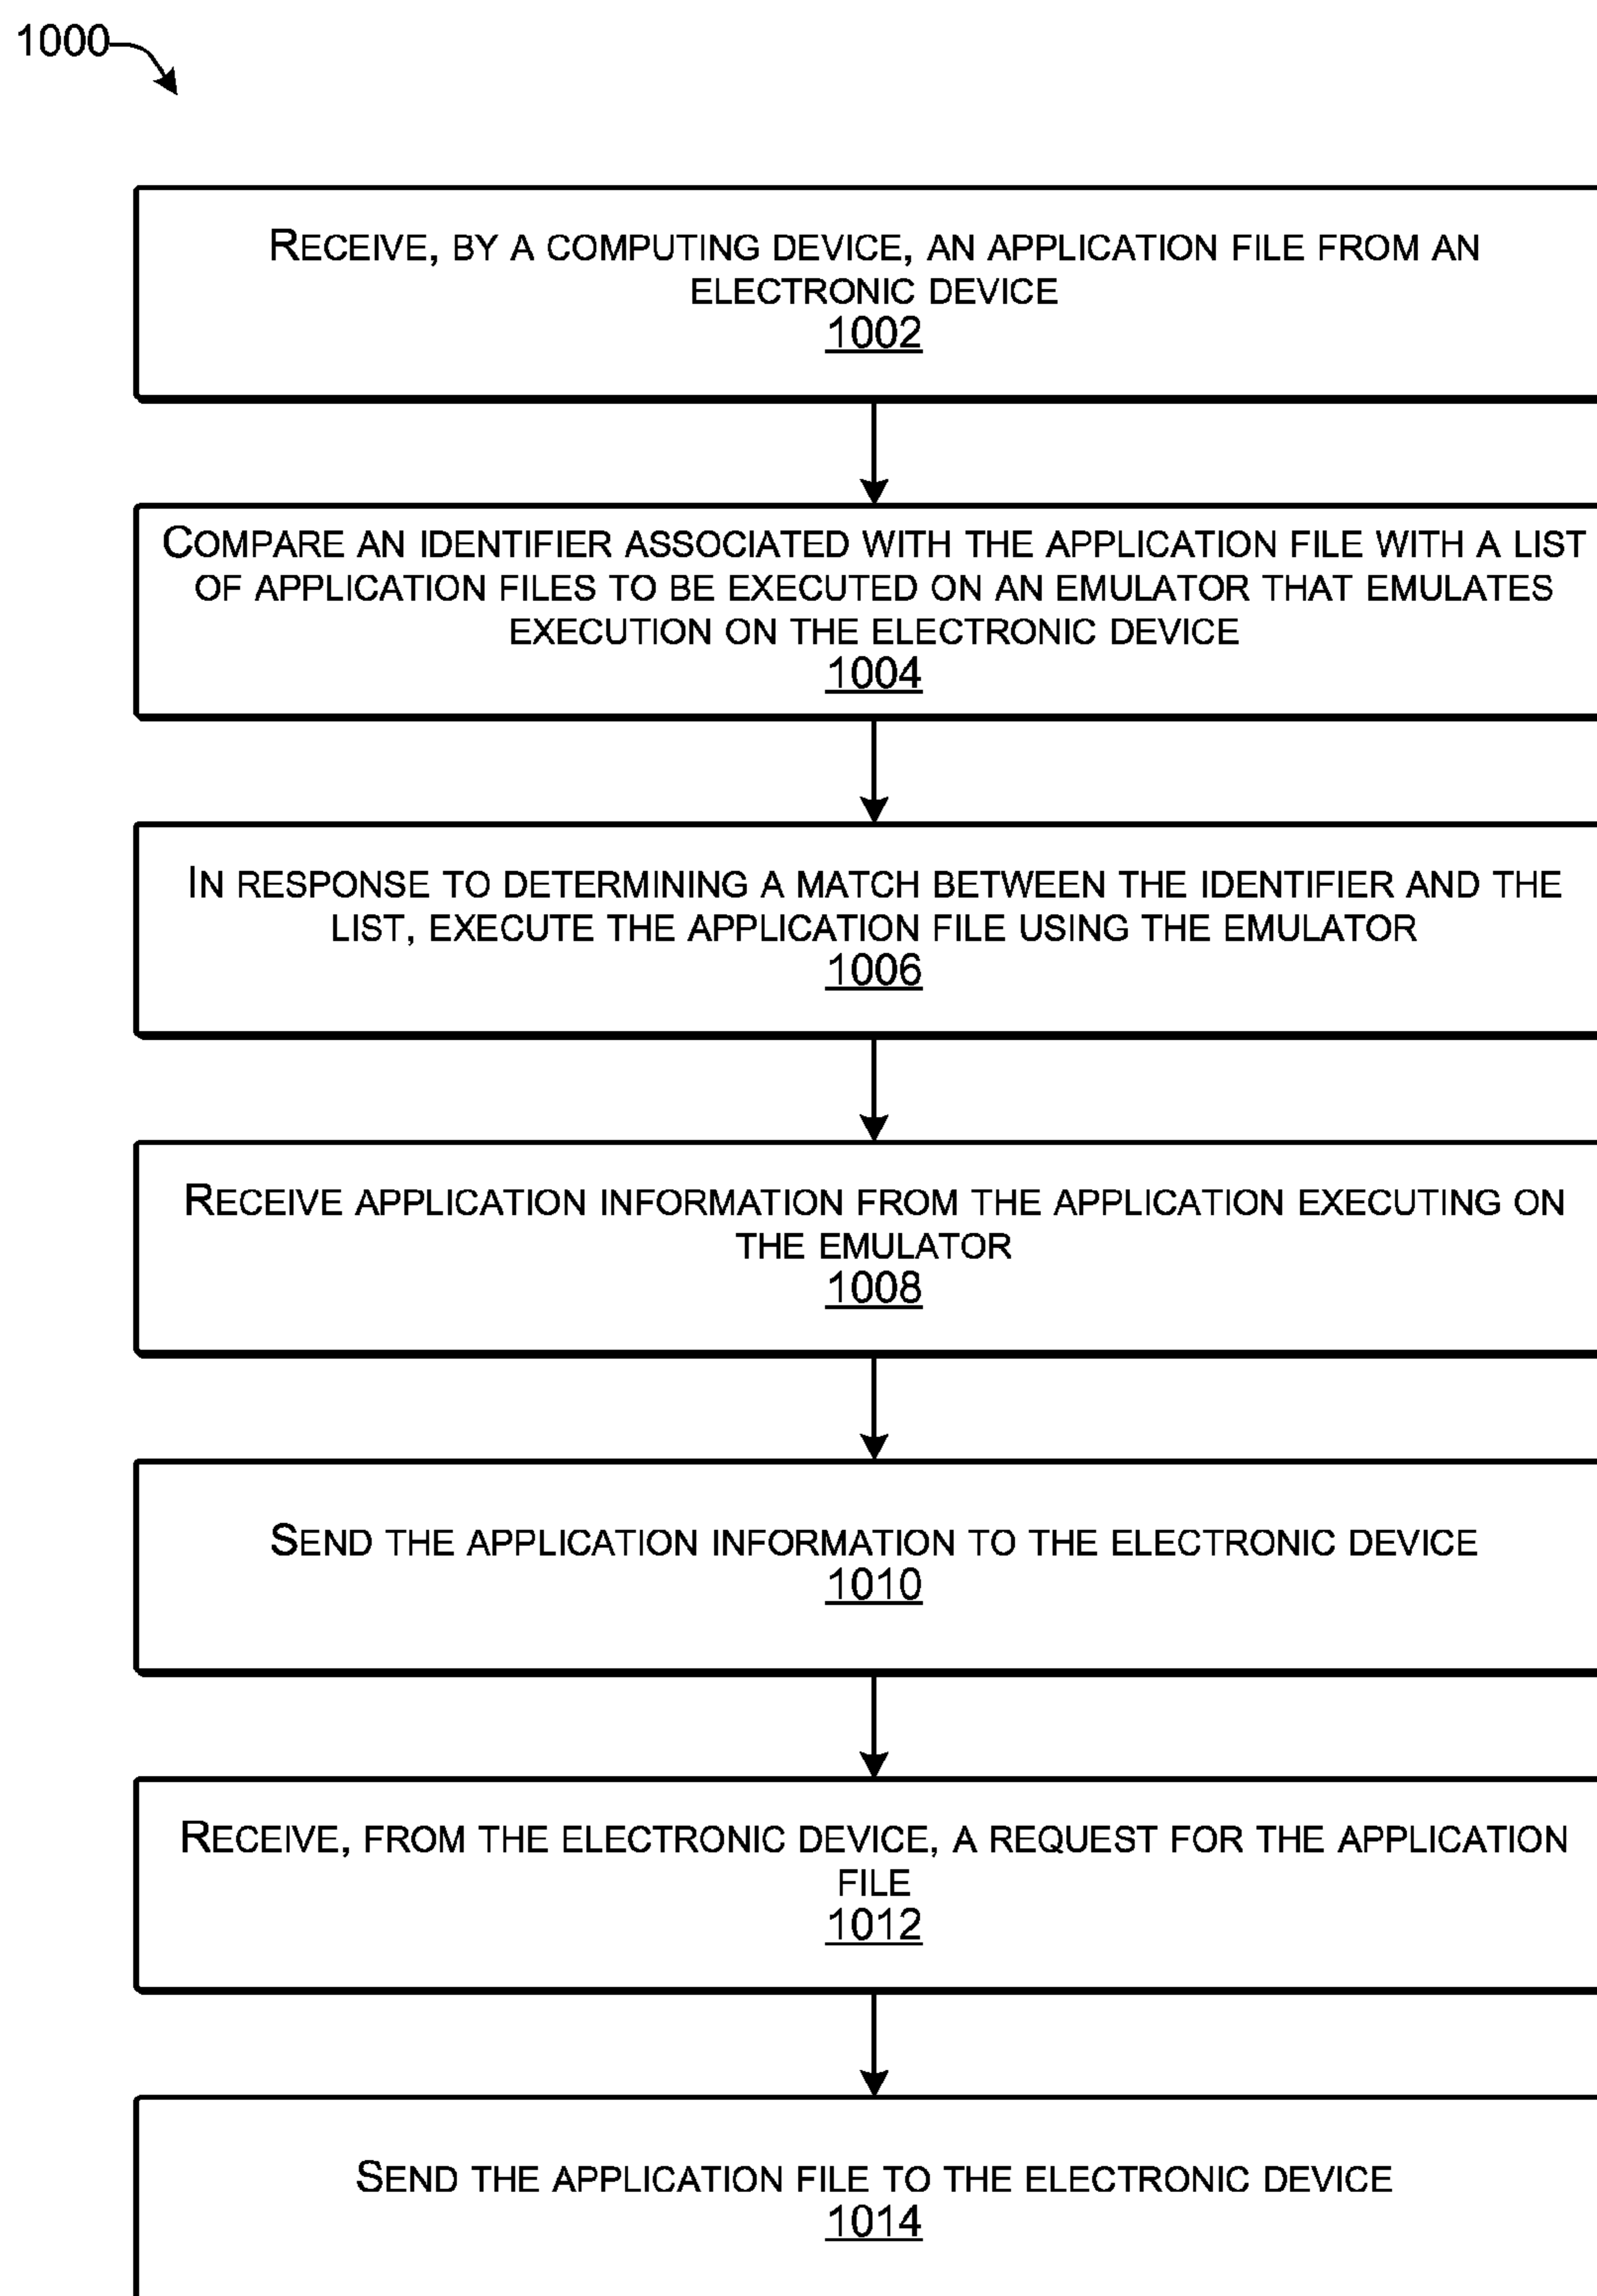 1000
RECEIVE, BY A COMPUTING DEVICE, AN APPLICATION FILE FROM AN
ELECTRONIC DEVICE
1002
COMPARE AN IDENTIFIER ASSOCIATED WITH THE APPLICATION FILE WITH A LIST
OF APPLICATION FILES TO BE EXECUTED ON AN EMULATOR THAT EMULATES
EXECUTION ON THE ELECTRONIC DEVICE
1004
IN RESPONSE TO DETERMINING A MATCH BETWEEN THE IDENTIFIER AND THE
LIST, EXECUTE THE APPLICATION FILE USING THE EMULATOR
1006
RECEIVE APPLICATION INFORMATION FROM THE APPLICATION EXECUTING ON
THE EMULATOR
1008
SEND THE APPLICATION INFORMATION TO THE ELECTRONIC DEVICE
1010
RECEIVE, FROM THE ELECTRONIC DEVICE, A REQUEST FOR THE APPLICATION
FILE
1012
SEND THE APPLICATION FILE TO THE ELECTRONIC DEVICE
1014